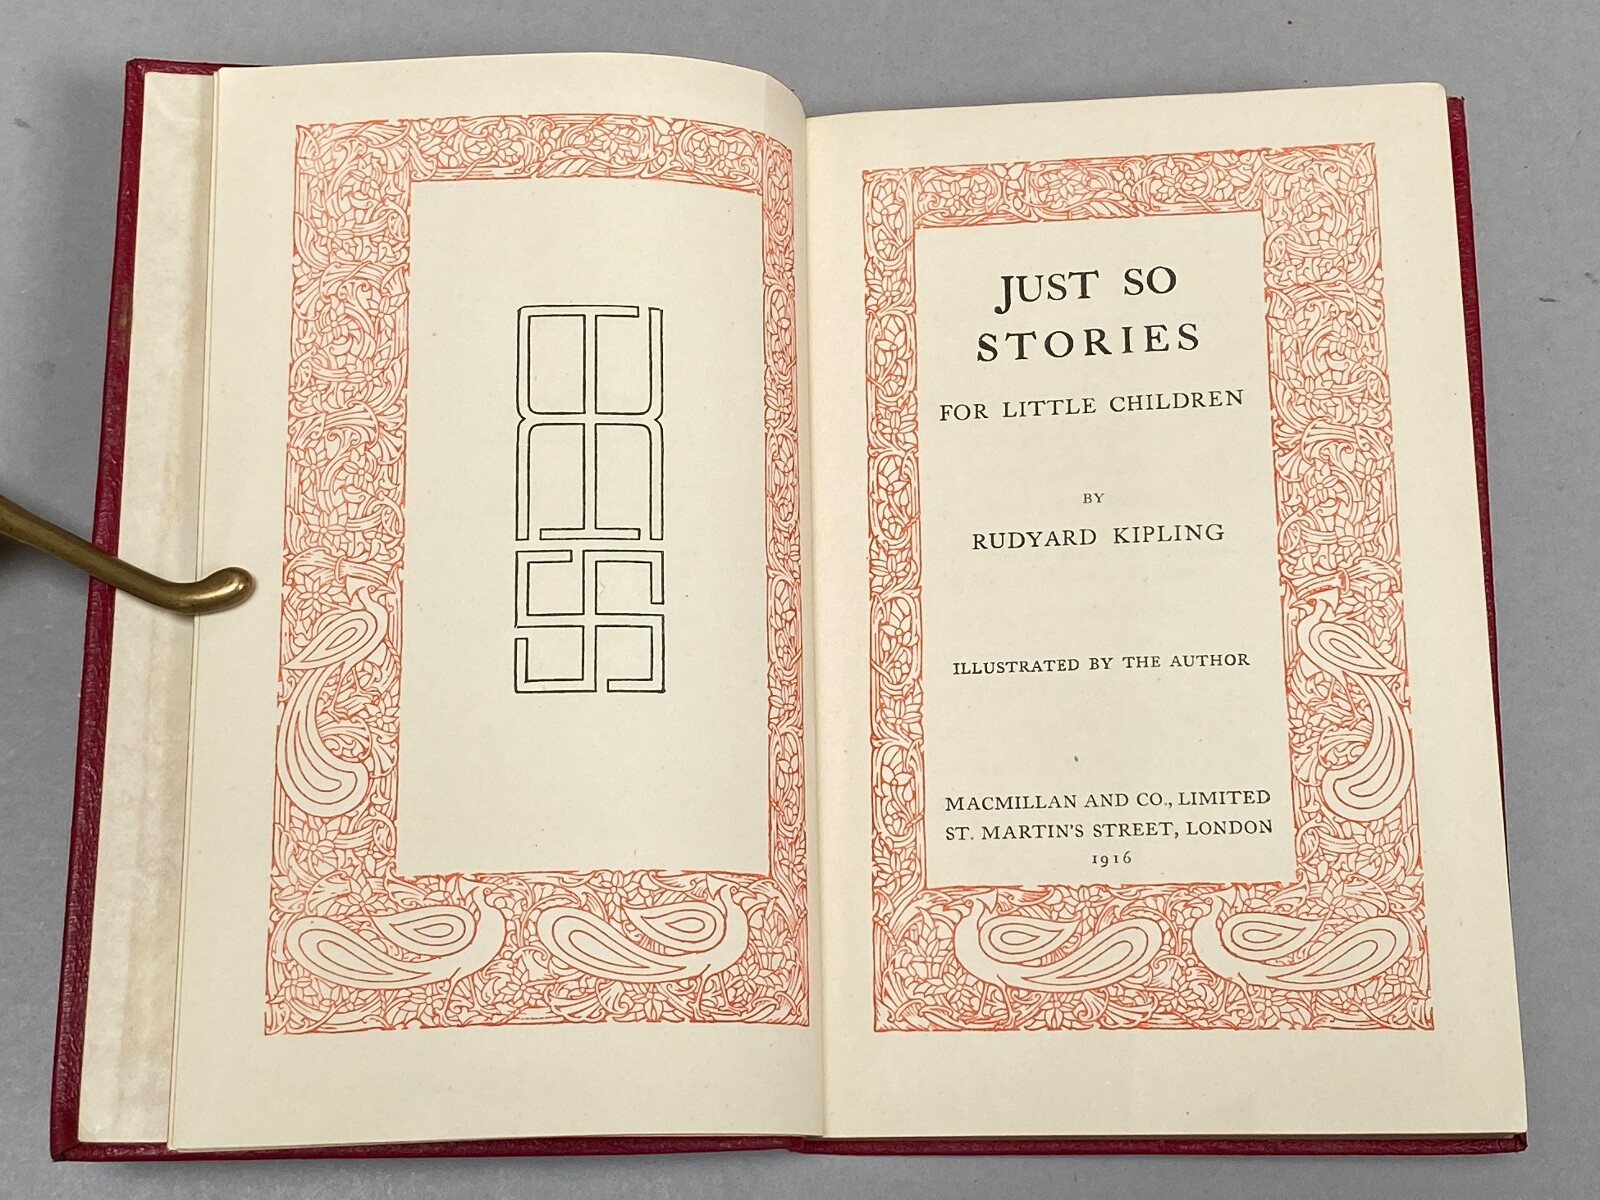 JUST SO
STORIES
FOR LITTLE CHILDREN
BY
RUDYARD KIPLING
ILLUSTRATED BY THE AUTHOR
MACMILLAN AND CO., LIMITED
ST. MARTIN'S STREET, LONDON
1916